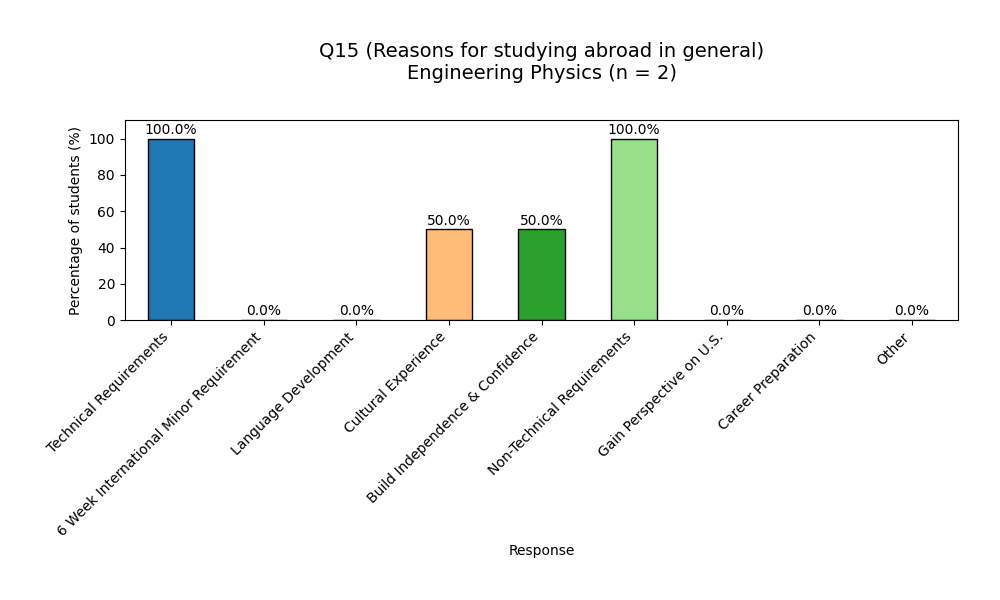 Q15 (Reasons for studying abroad in general)
Engineering Physics (n = 2)
Percentage of students (%)
100
80
60
40
20
0
100.0%
0.0%
0.0%
50.0%
50.0%
100.0%
0.0%
0.0%
0.0%
Technical Requirements
6 Week International Minor Requirement
Language Development
Cultural Experience
Build Independence & Confidence
Non-Technical Requirements
Gain Perspective on U.S.
Career Preparation
Other
Response